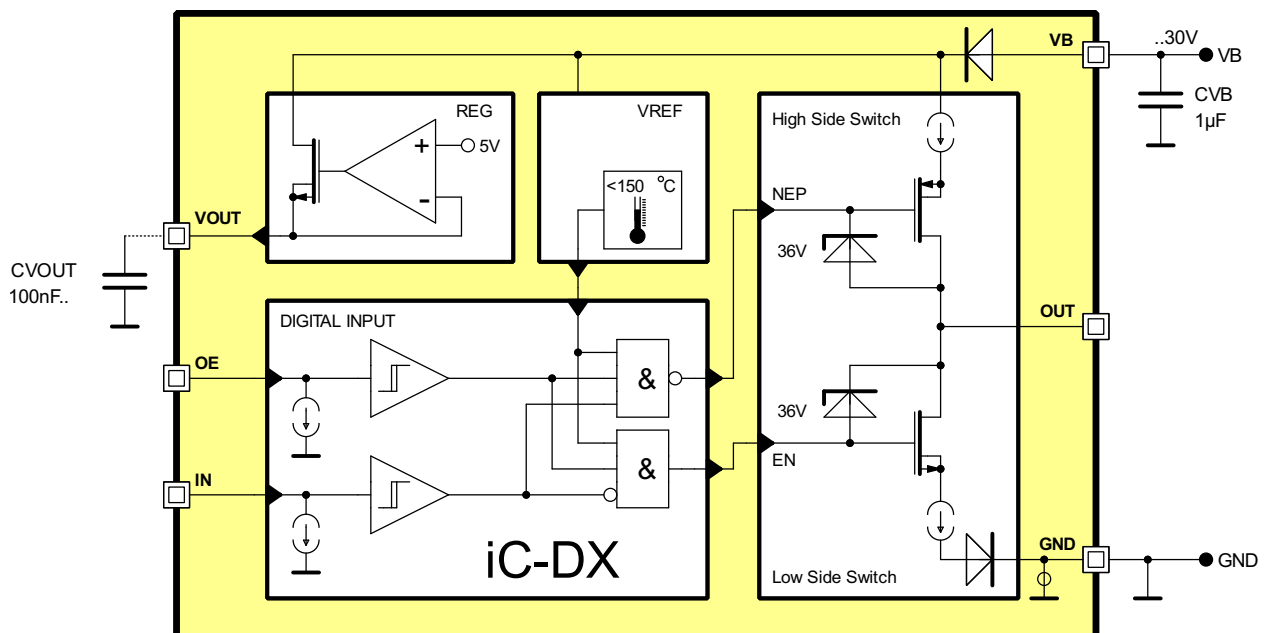 VB
..30V
VB
REG
VREF
CVB
1µF
+
5V
High Side Switch
<150 °C
-
NEP
VOUT
36V
CVOUT
100nF..
DIGITAL INPUT
OUT
OE
&
36V
EN
&
IN
iC-DX
GND
GND
Low Side Switch